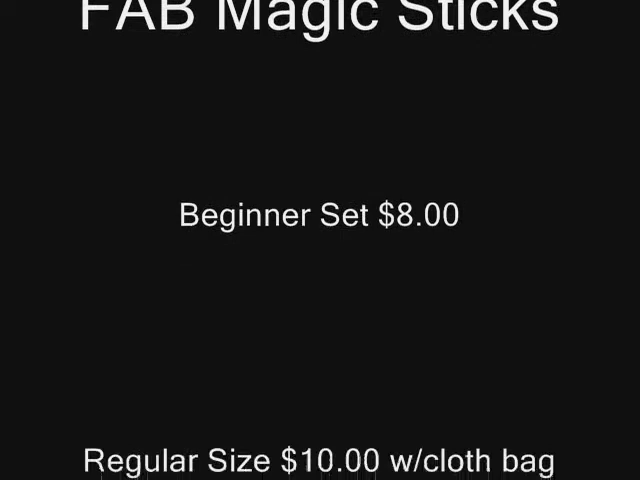 FAB Magic Sticks
Beginner Set $8.00
Regular Size $10.00 w/cloth bag